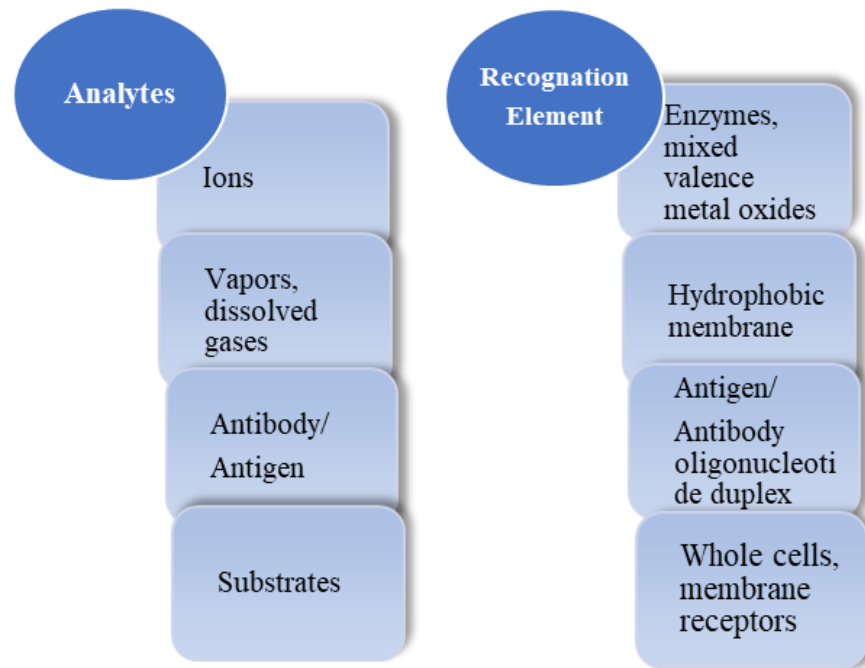 Analytes
Ions
Vapors,
dissolved
gases
Antibody/
Antigen
Substrates
Recognation
Element
Enzymes,
mixed
valence
metal oxides
Hydrophobic
membrane
Antigen/
Antibody
oligonucleoti
de duplex
Whole cells,
membrane
receptors